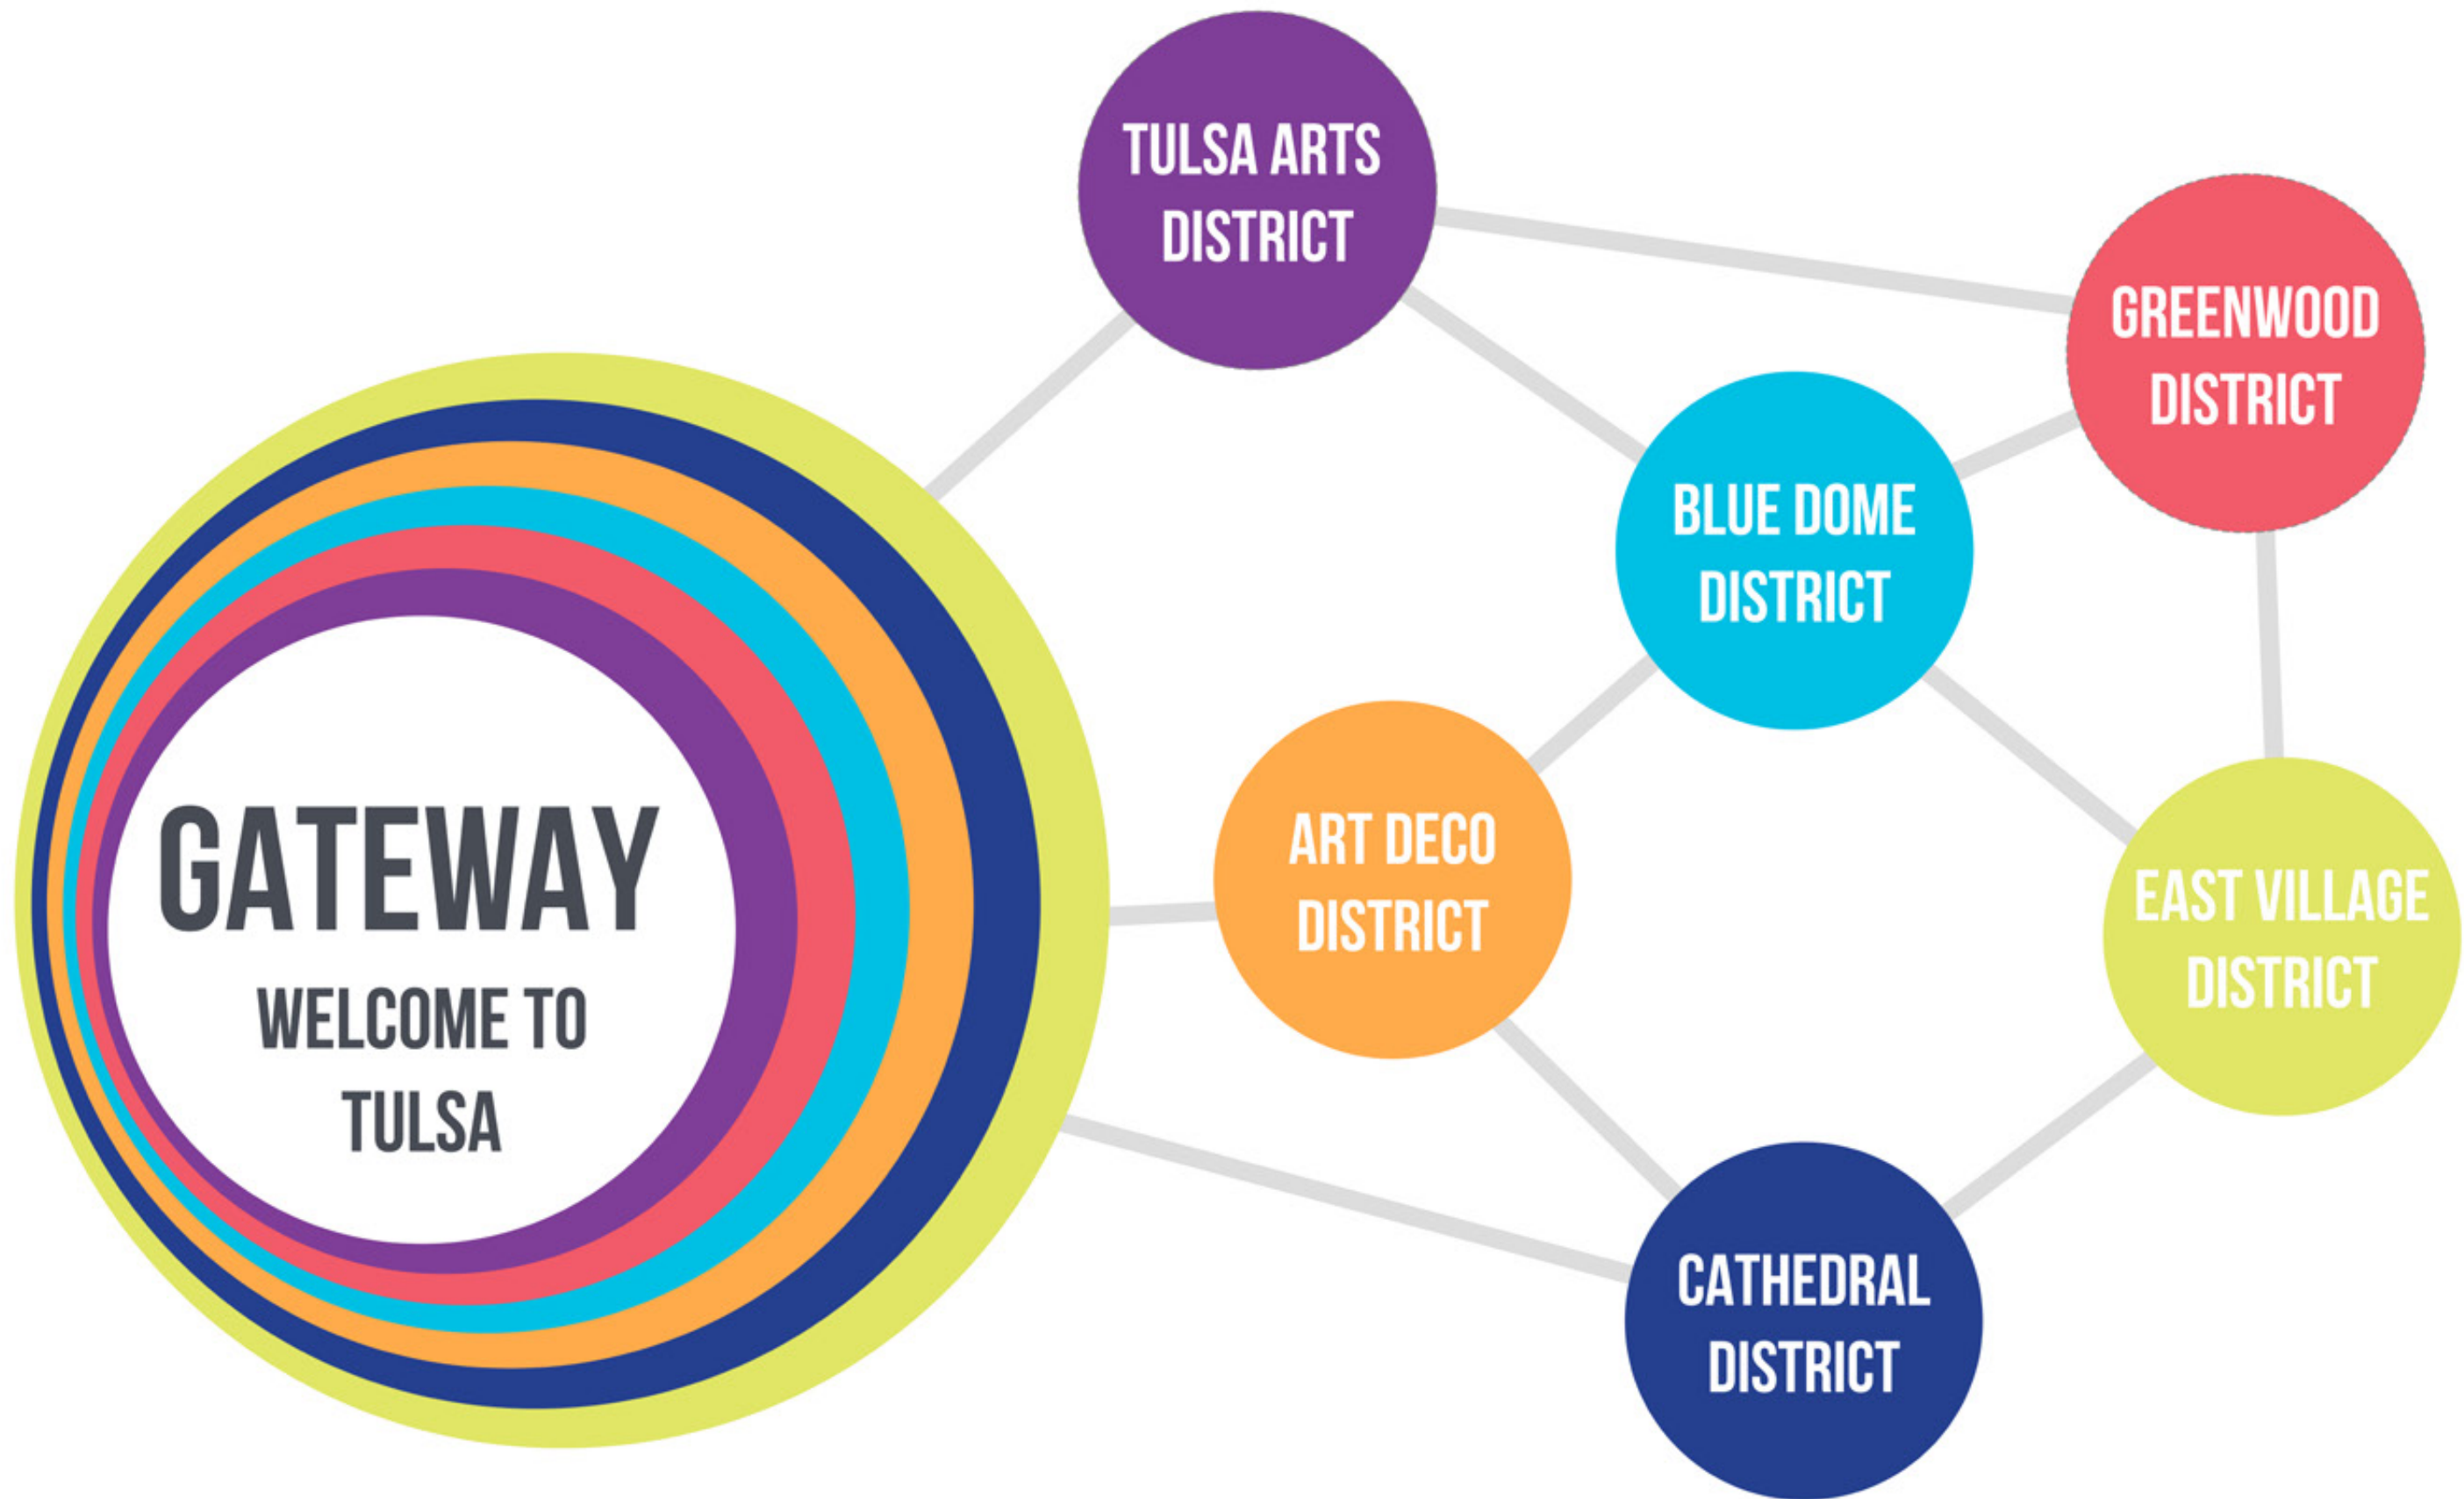 TULSA ARTS
DISTRICT
GREENWOOD
DISTRICT
BLUE DOME
DISTRICT
ART DECO
DISTRICT
EAST VILLAGE
DISTRICT
CATHEDRAL
DISTRICT
GATEWAY
WELCOME TO
TULSA